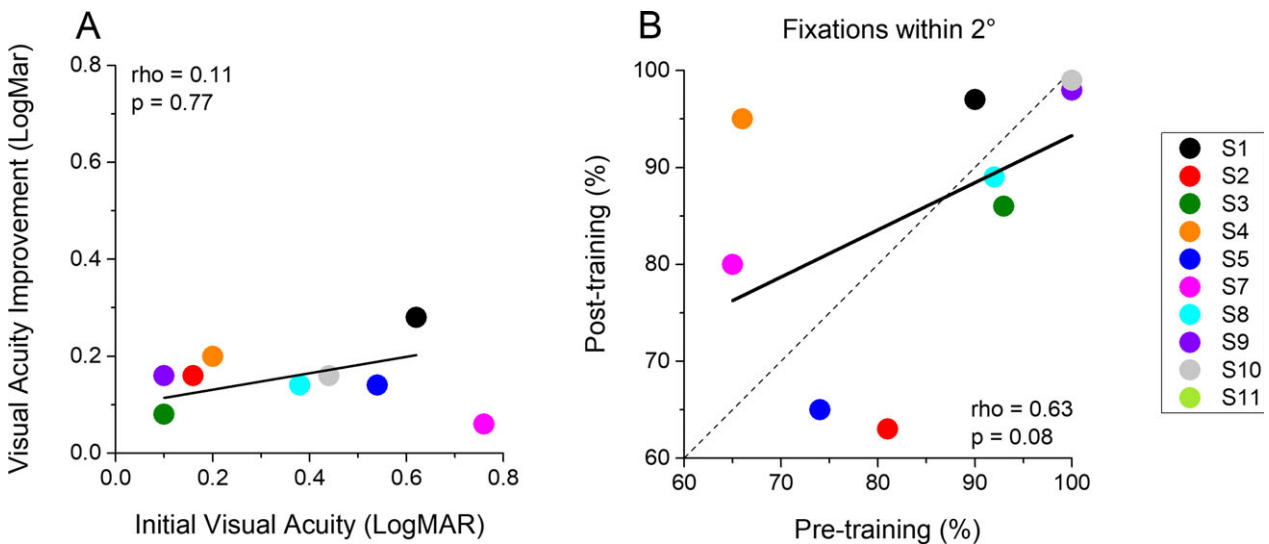 A
Visual Acuity Improvement (LogMar)
0.8
0.6
0.4
0.2
0.0
rho = 0.11
p = 0.77
0.0 0.2 0.4 0.6 0.8
Initial Visual Acuity (LogMAR)
B
Fixations within 2°
Post-training (%)
100
90
80
70
60
rho = 0.63
p = 0.08
60 70 80 90 100
Pre-training (%)
S1
S2
S3
S4
S5
S7
S8
S9
S10
S11